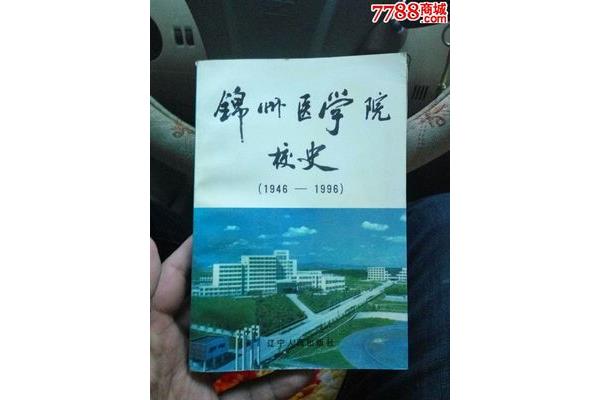 7788商城
錦州医学院
校史
(1946 — 1996)
辽宁人民出版社